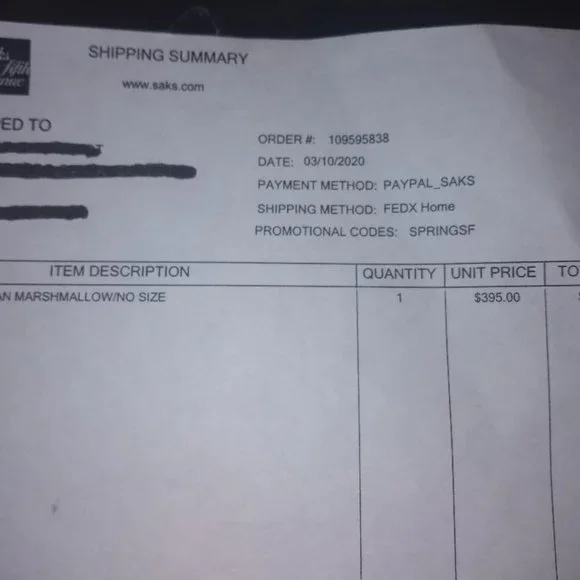 SHIPPING SUMMARY
www.saks.com
ED TO
ORDER #: 109595838
DATE: 03/10/2020
PAYMENT METHOD: PAYPAL_SAKS
SHIPPING METHOD: FEDX Home
PROMOTIONAL CODES: SPRINGSF
ITEM DESCRIPTION QUANTITY UNIT PRICE TO
AN MARSHMALLOW/NO SIZE 1 $395.00